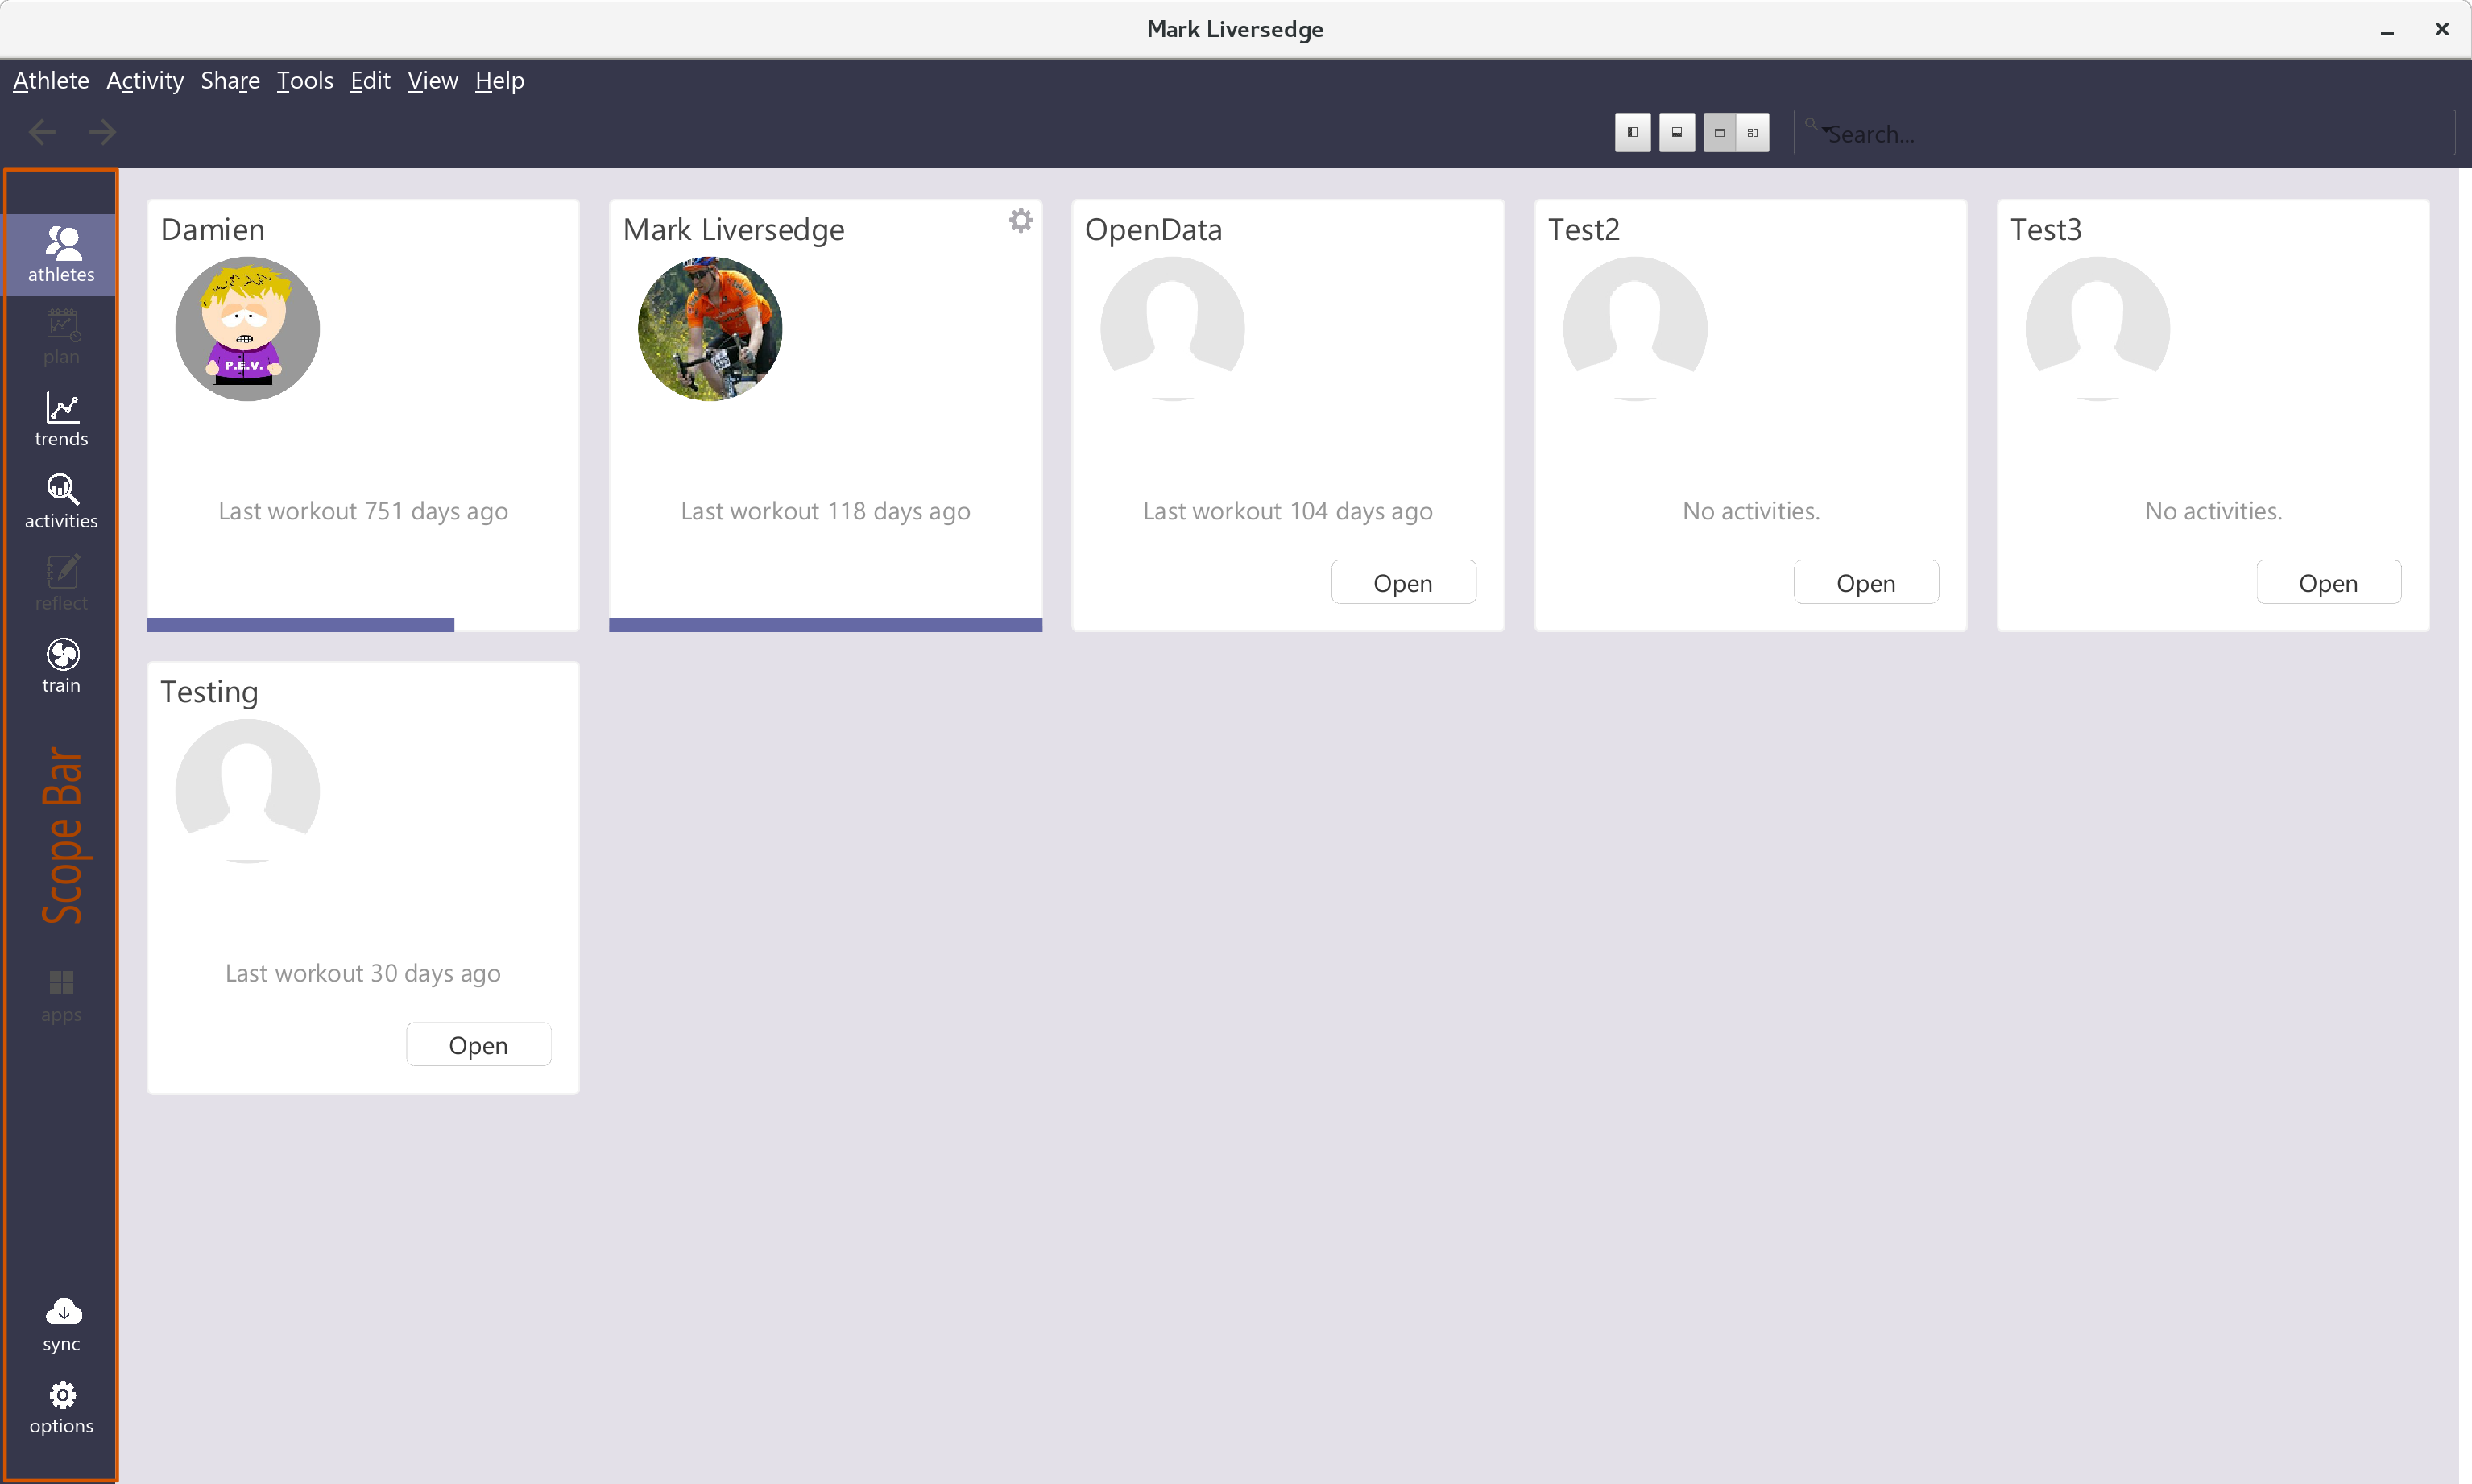 Mark Liversedge
Athlete Activity Share Tools Edit View Help
Search...
athletes
plan
trends
activities
reflect
train
Scope Bar
apps
sync
options
Damien
P.E.V.
Last workout 751 days ago
Mark Liversedge
Last workout 118 days ago
OpenData
Last workout 104 days ago
Open
Test2
No activities.
Open
Test3
No activities.
Open
Testing
Last workout 30 days ago
Open